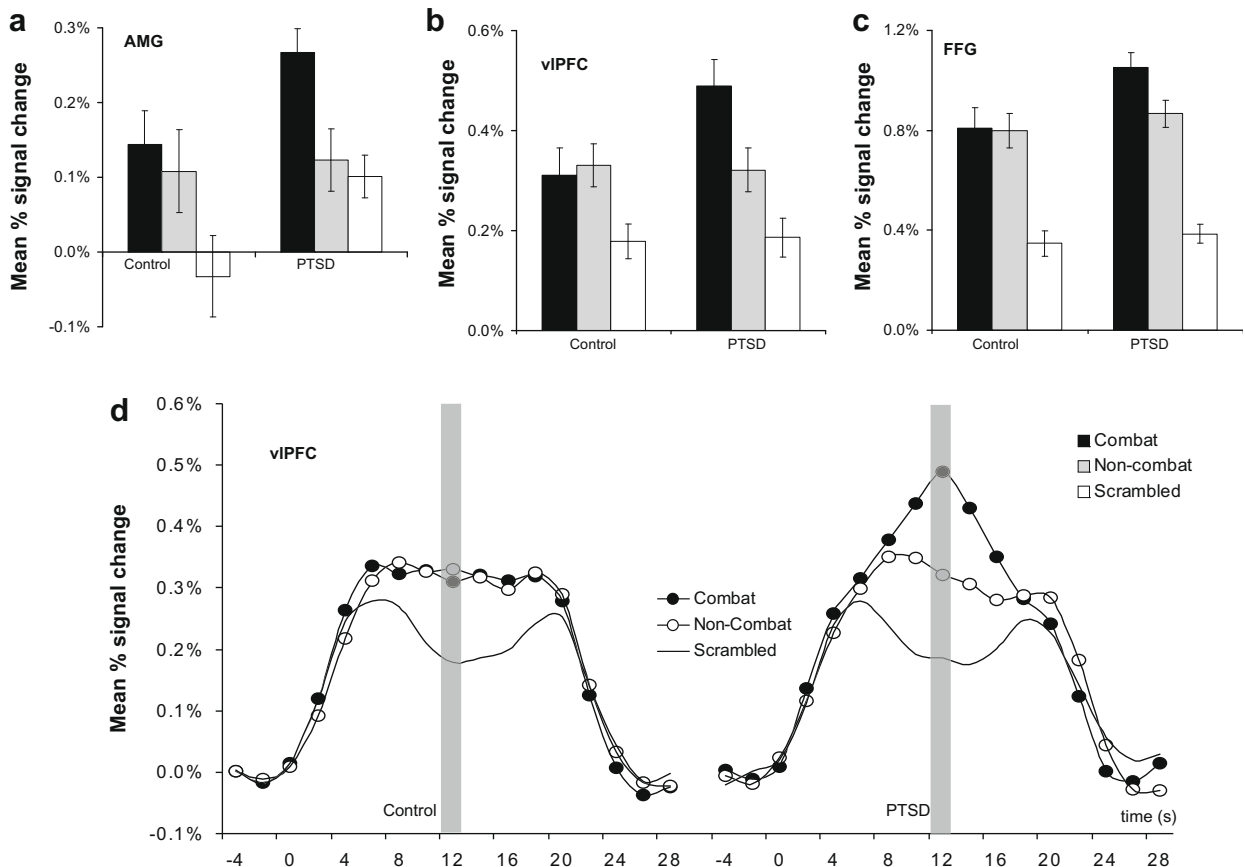 a
AMG
Mean % signal change
0.3%
0.2%
0.1%
0.0%
-0.1%
Control
PTSD
b
vlPFC
Mean % signal change
0.6%
0.4%
0.2%
0.0%
Control
PTSD
c
FFG
Mean % signal change
1.2%
0.8%
0.4%
0.0%
Control
PTSD
d
vlPFC
Mean % signal change
0.6%
0.5%
0.4%
0.3%
0.2%
0.1%
0.0%
-0.1%
Combat
Non-combat
Scrambled
Combat
Non-Combat
Scrambled
Control
PTSD
time (s)
-4 0 4 8 12 16 20 24 28 -4 0 4 8 12 16 20 24 28